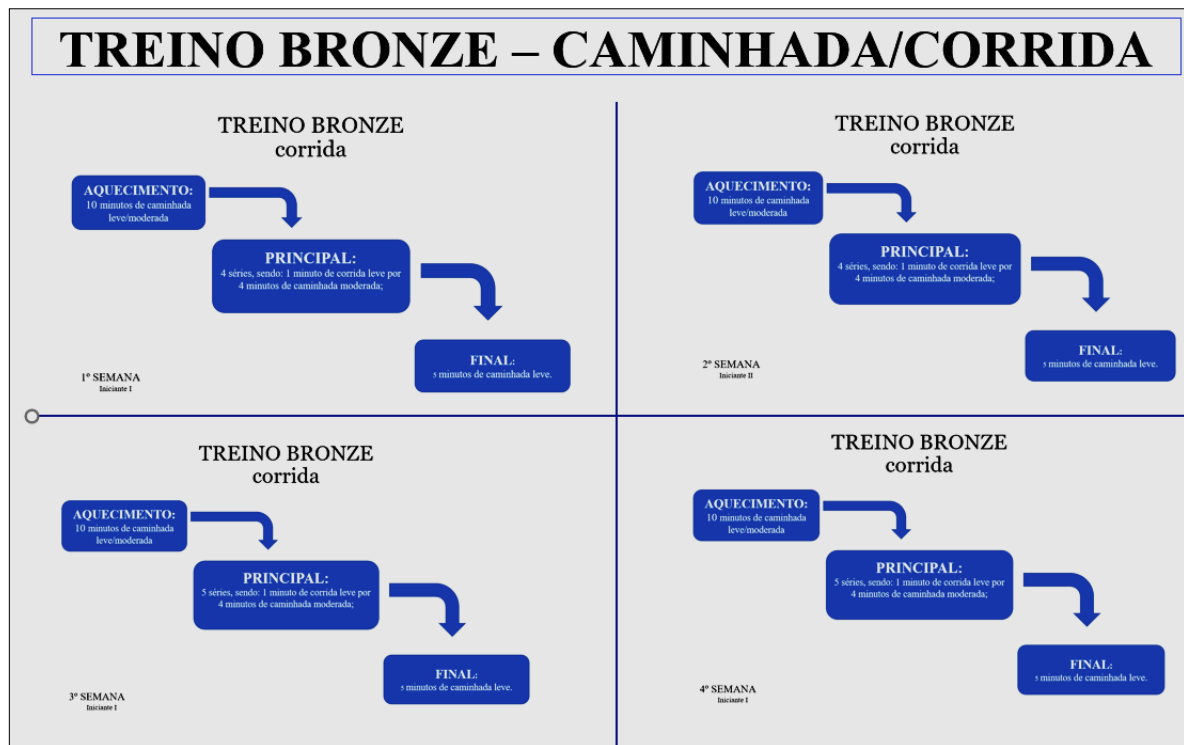 TREINO BRONZE – CAMINHADA/CORRIDA
TREINO BRONZE
corrida
AQUECIMENTO:
10 minutos de caminhada
leve/moderada
PRINCIPAL:
4 séries, sendo: 1 minuto de corrida leve por
4 minutos de caminhada moderada;
FINAL:
5 minutos de caminhada leve.
1º SEMANA
Iniciante I
TREINO BRONZE
corrida
AQUECIMENTO:
10 minutos de caminhada
leve/moderada
PRINCIPAL:
4 séries, sendo: 1 minuto de corrida leve por
4 minutos de caminhada moderada;
FINAL:
5 minutos de caminhada leve.
2º SEMANA
Iniciante II
TREINO BRONZE
corrida
AQUECIMENTO:
10 minutos de caminhada
leve/moderada
PRINCIPAL:
5 séries, sendo: 1 minuto de corrida leve por
4 minutos de caminhada moderada;
FINAL:
5 minutos de caminhada leve.
3º SEMANA
Iniciante I
TREINO BRONZE
corrida
AQUECIMENTO:
10 minutos de caminhada
leve/moderada
PRINCIPAL:
5 séries, sendo: 1 minuto de corrida leve por
4 minutos de caminhada moderada;
FINAL:
5 minutos de caminhada leve.
4º SEMANA
Iniciante I